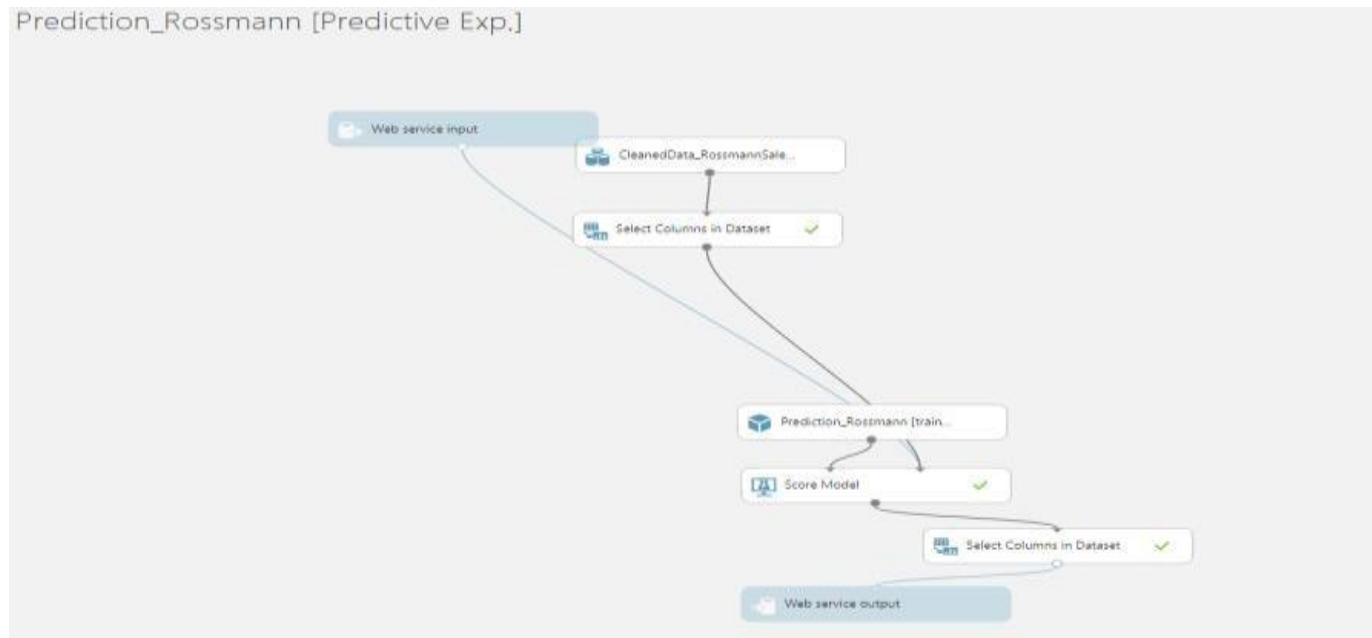 Prediction_Rossmann [Predictive Exp.]
Web service input
CleanedData_RossmannSale...
Select Columns in Dataset
Prediction_Rossmann [train...
Score Model
Select Columns in Dataset
Web service output